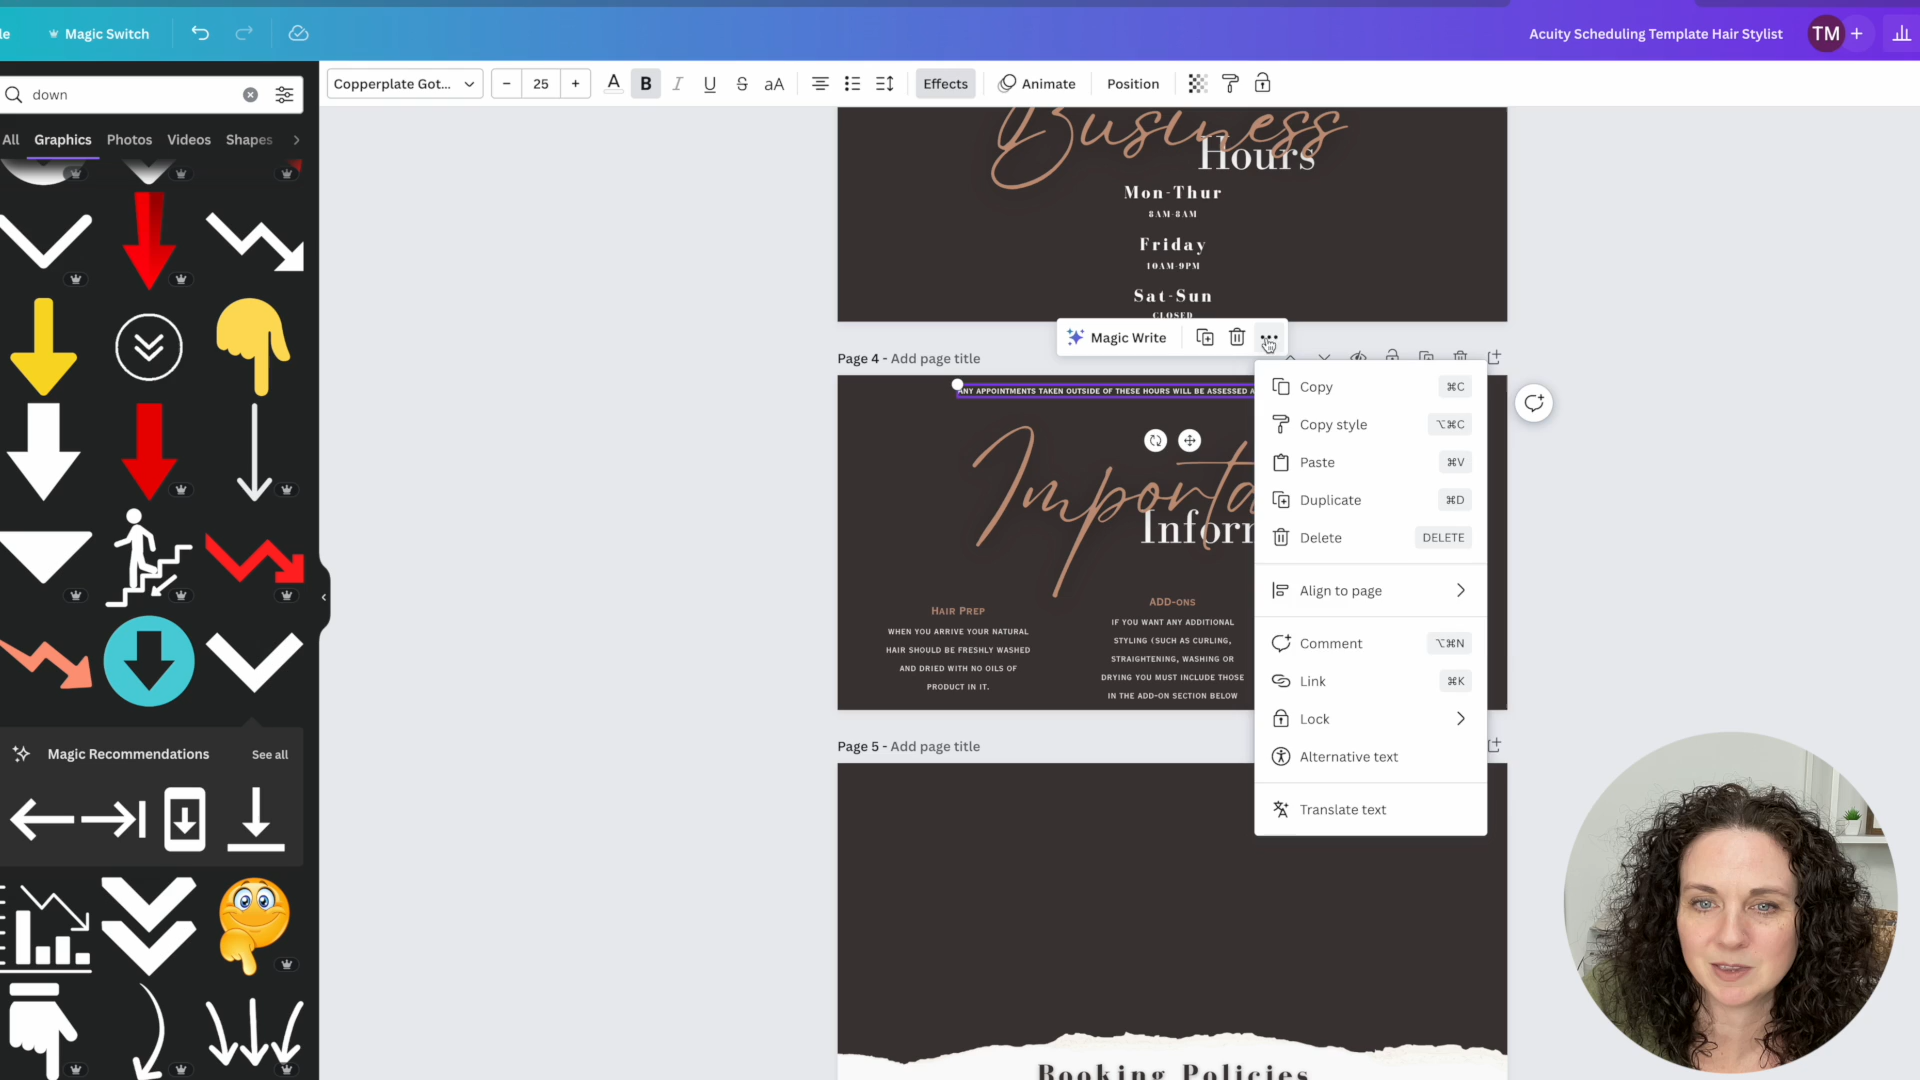 le
Magic Switch
Acuity Scheduling Template Hair Stylist
TM
down
Copperplate Got...
25
A
B
I
U
S
aA
Effects
Animate
Position
All
Graphics
Photos
Videos
Shapes
Business
Hours
Mon-Thur
8AM-8AM
Friday
10AM-9PM
Sat-Sun
CLOSED
Magic Write
Page 4 - Add page title
ANY APPOINTMENTS TAKEN OUTSIDE OF THESE HOURS WILL BE ASSESSED A
Importa
Inform
HAIR PREP
WHEN YOU ARRIVE YOUR NATURAL
HAIR SHOULD BE FRESHLY WASHED
AND DRIED WITH NO OILS OF
PRODUCT IN IT.
ADD-ONS
IF YOU WANT ANY ADDITIONAL
STYLING (SUCH AS CURLING,
STRAIGHTENING, WASHING OR
DRYING YOU MUST INCLUDE THOSE
IN THE ADD-ON SECTION BELOW
Copy ⌘C
Copy style ⌥⌘C
Paste ⌘V
Duplicate ⌘D
Delete DELETE
Align to page
Comment ⌥⌘N
Link ⌘K
Lock
Alternative text
Translate text
Page 5 - Add page title
Booking Policies
Magic Recommendations
See all